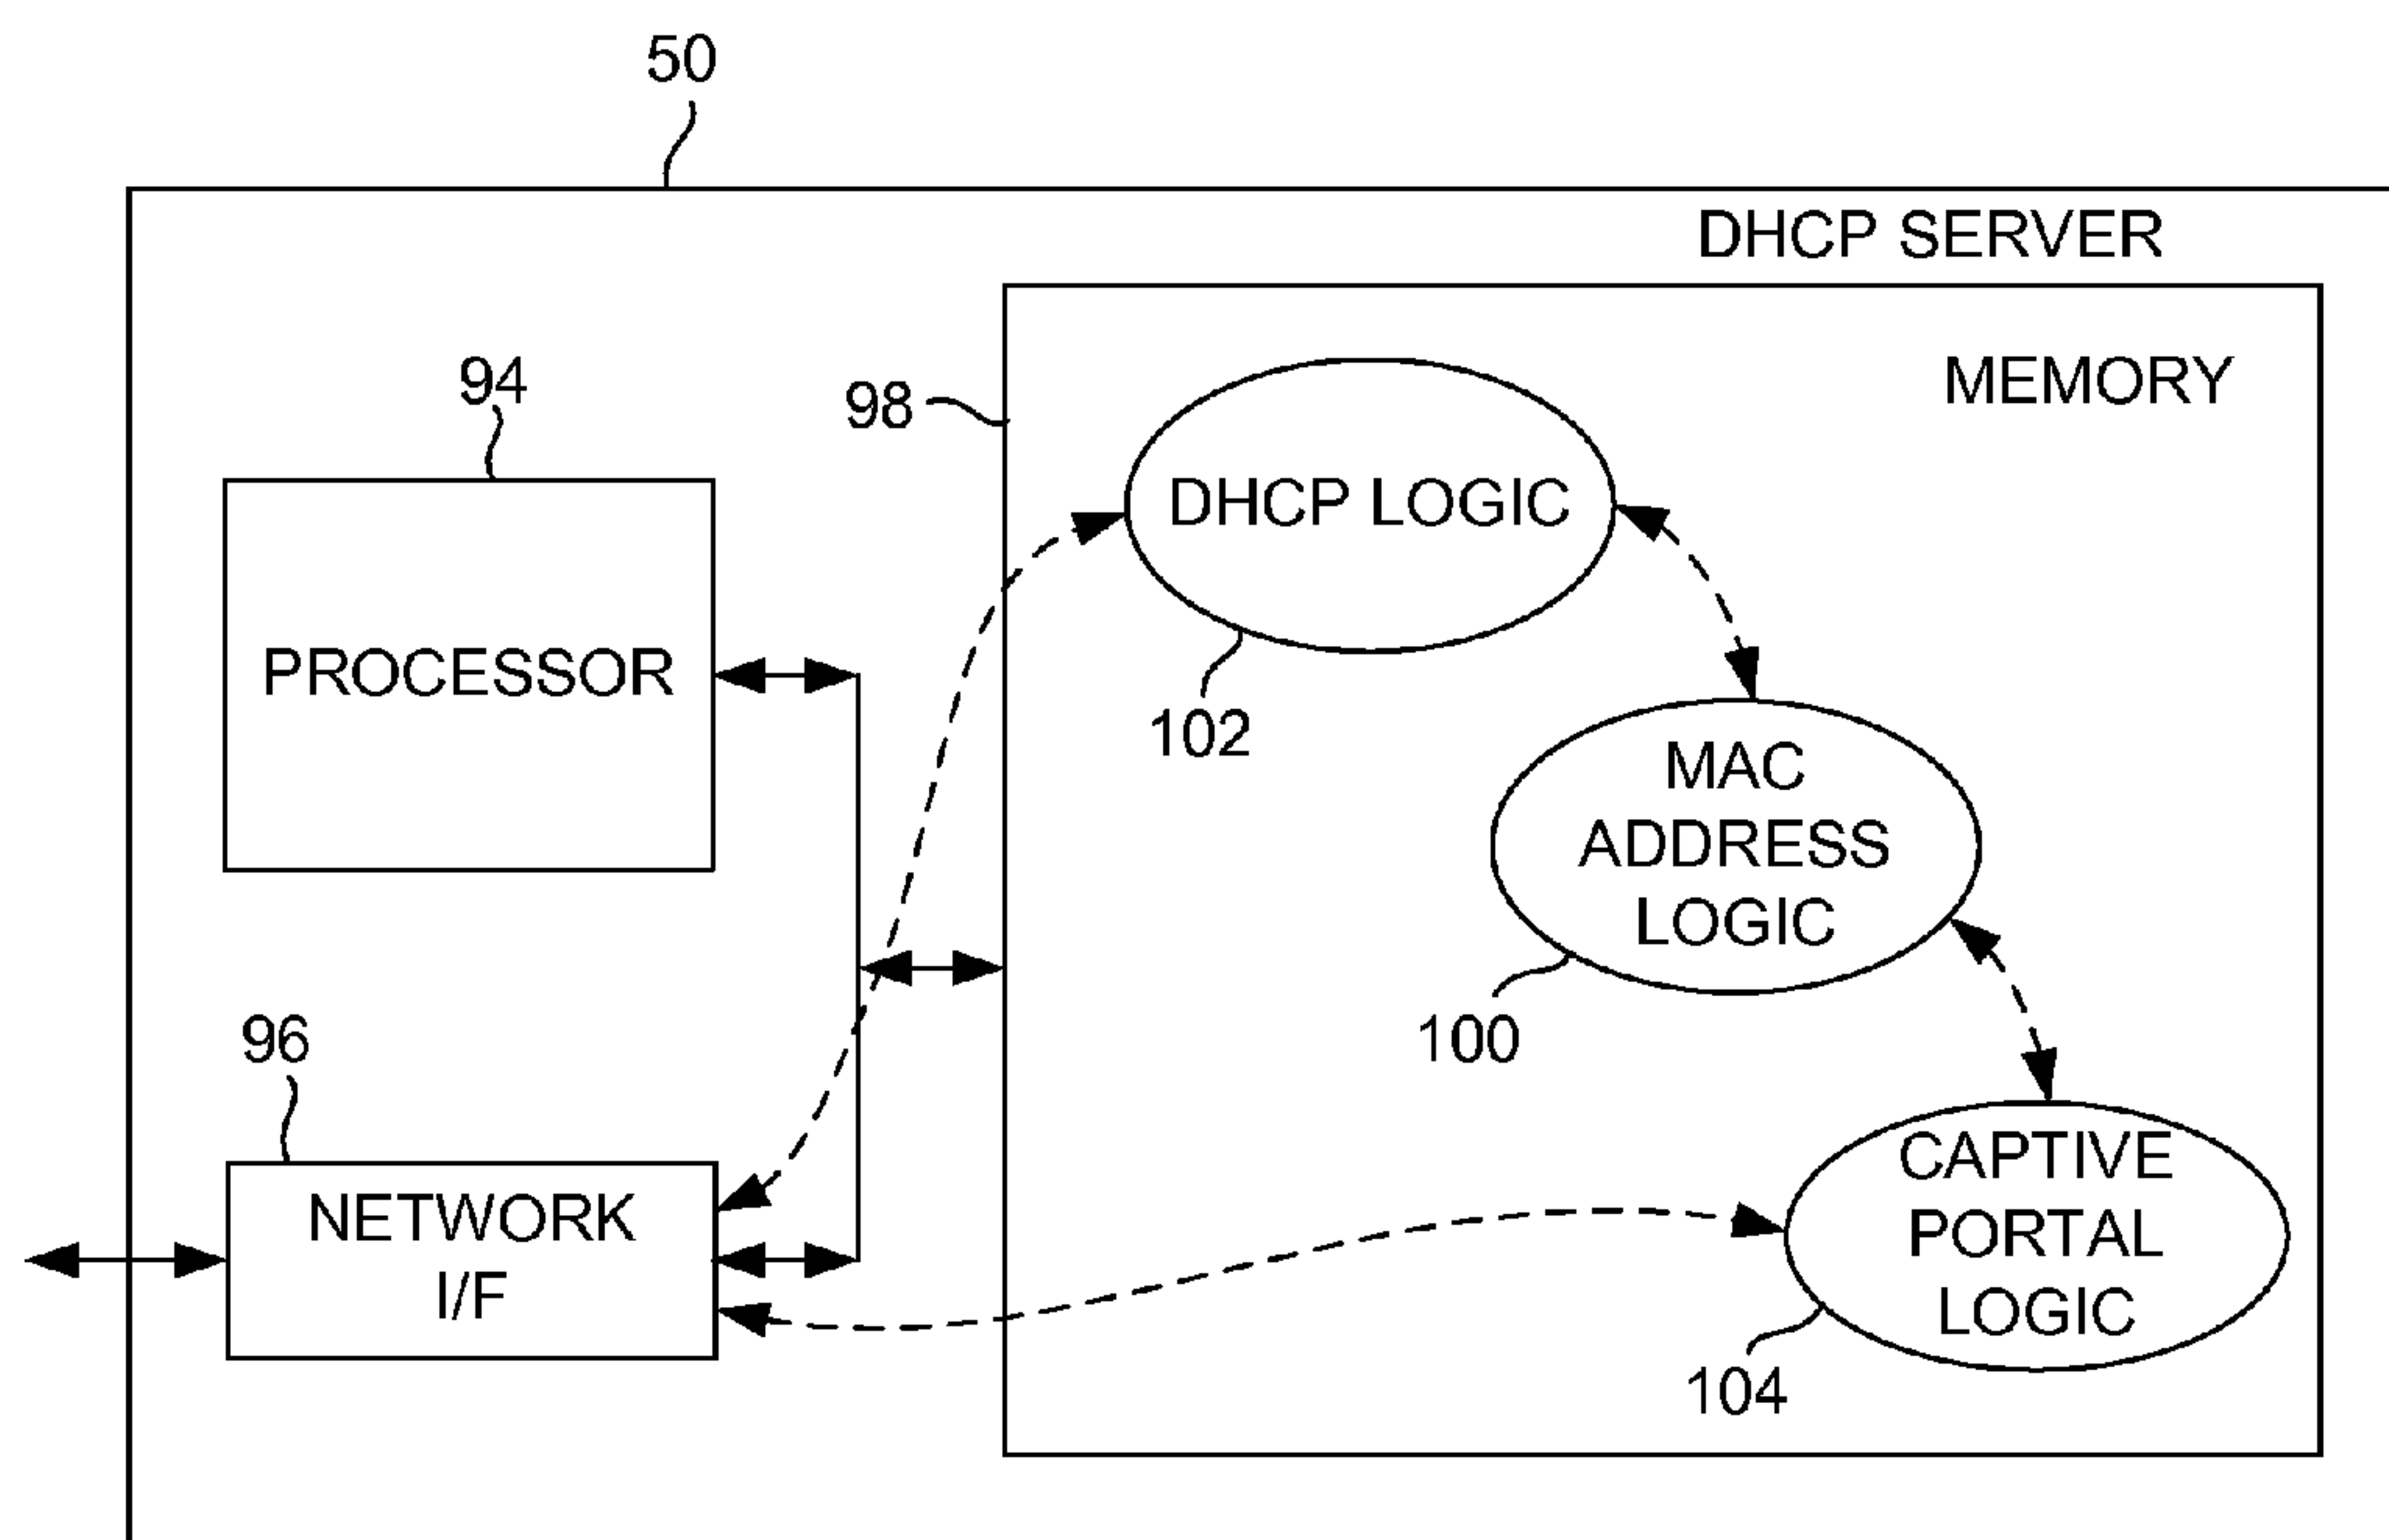 50
DHCP SERVER
MEMORY
94
98
DHCP LOGIC
PROCESSOR
102
MAC
ADDRESS
LOGIC
100
96
NETWORK
I/F
CAPTIVE
PORTAL
LOGIC
104